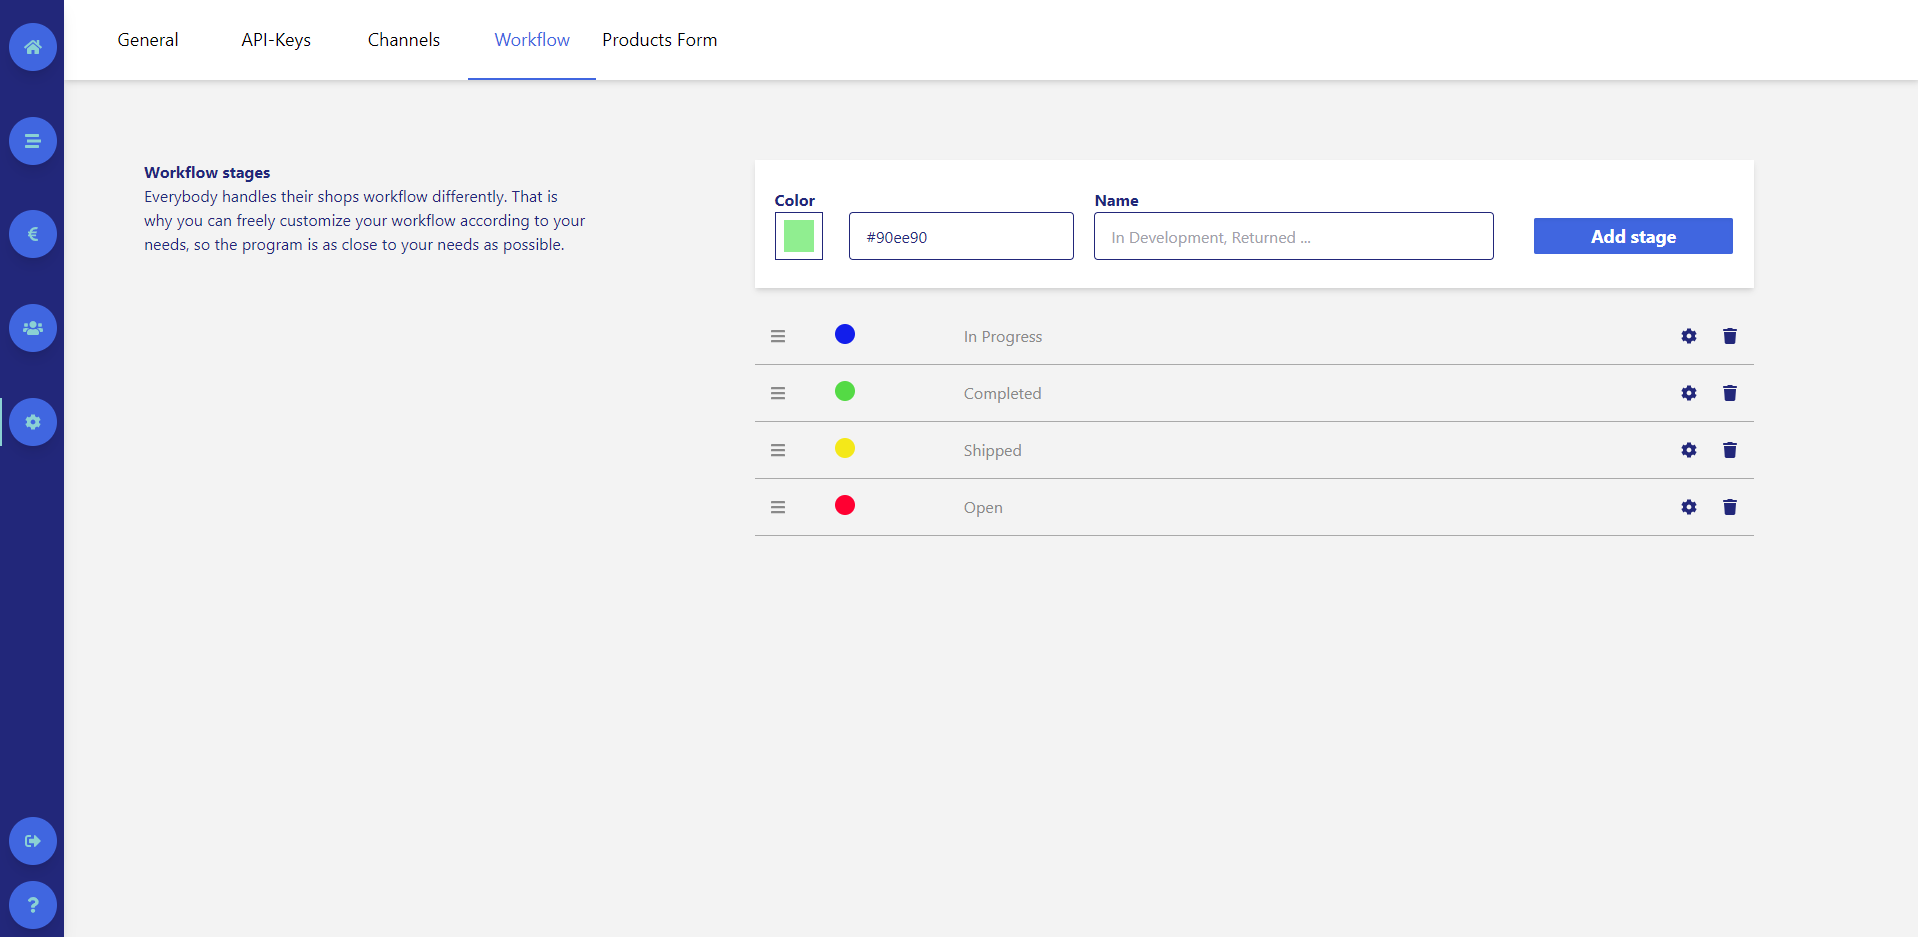 General
API-Keys
Channels
Workflow
Products Form
Workflow stages
Everybody handles their shops workflow differently. That is
why you can freely customize your workflow according to your
needs, so the program is as close to your needs as possible.
Color
Name
#90ee90
In Development, Returned ...
Add stage
In Progress
Completed
Shipped
Open